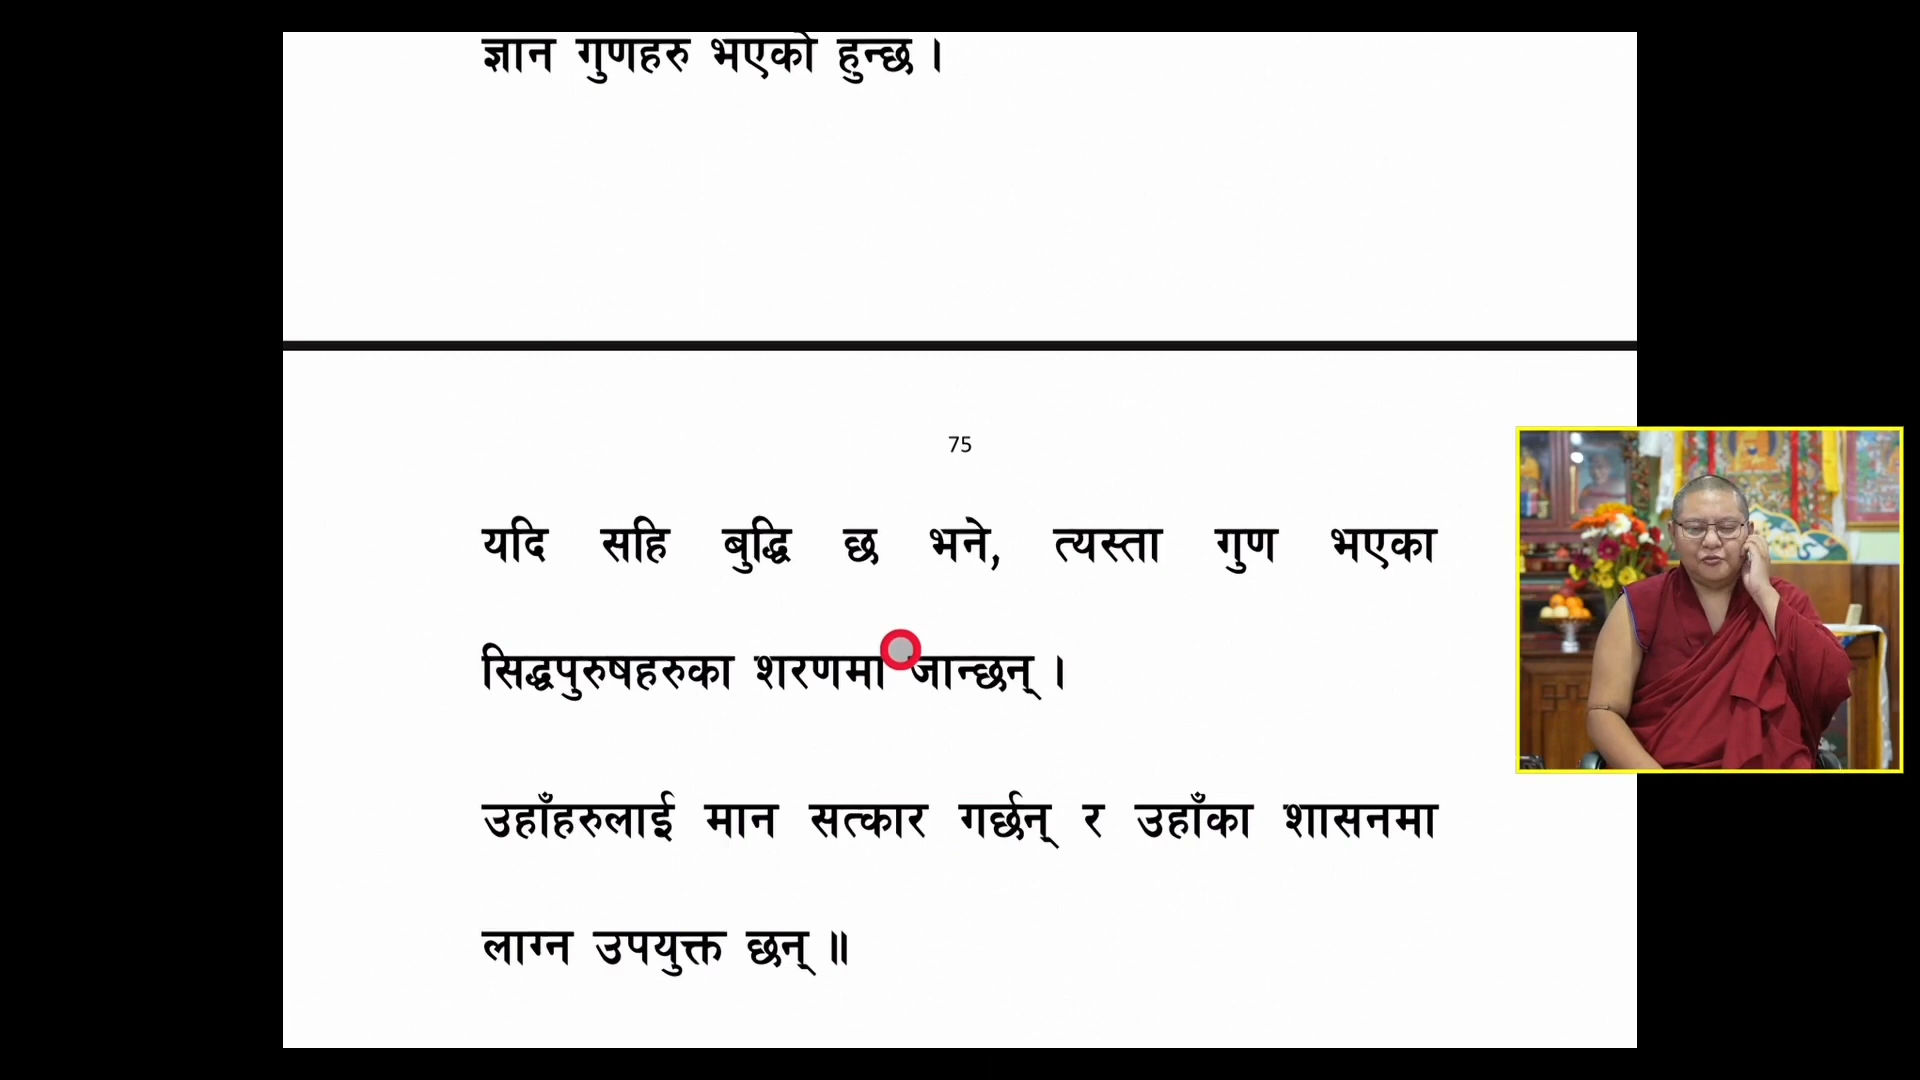 ज्ञान गुणहरु भएको हुन्छ ।
75
यदि सहि बुद्धि छ भने, त्यस्ता गुण भएका
सिद्धपुरुषहरुका शरणमा जान्छन् ।
उहाँहरुलाई मान सत्कार गर्छन् र उहाँका शासनमा
लाग्न उपयुक्त छन् ॥